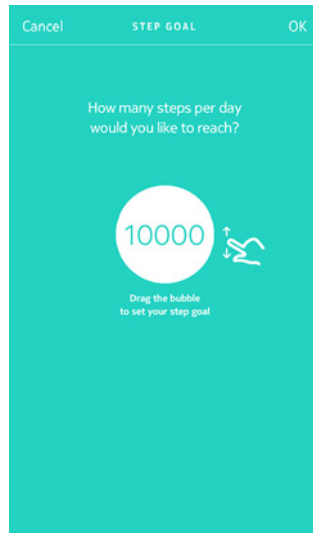 Cancel STEP GOAL OK
How many steps per day
would you like to reach?
10000
Drag the bubble
to set your step goal